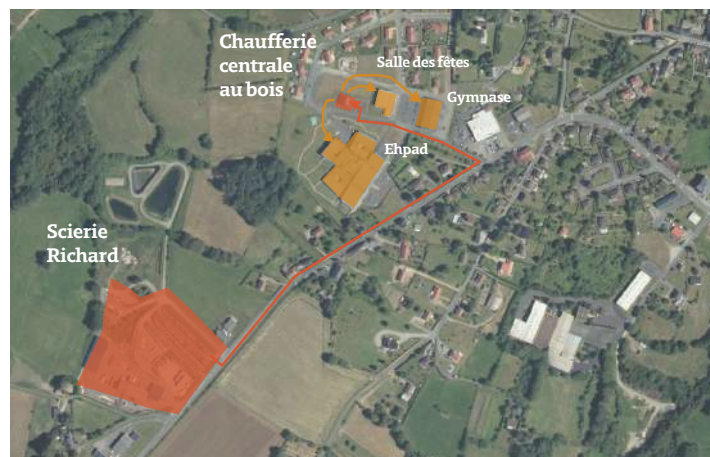 Chaufferie
centrale
au bois
Salle des fêtes
Gymnase
Ehpad
Scierie
Richard